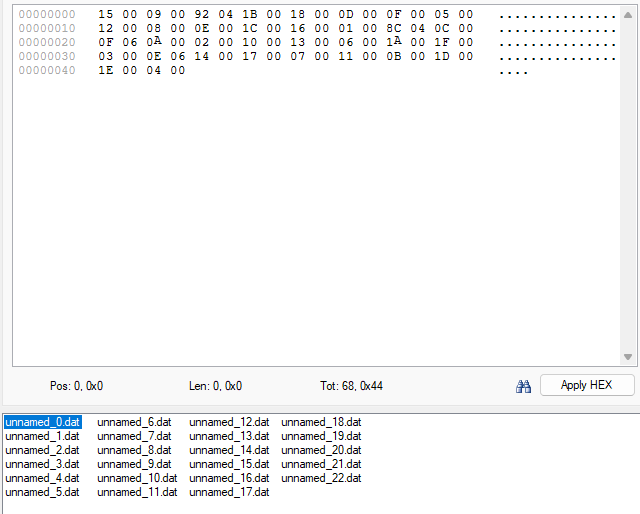 00000000 15 00 09 00 92 04 1B 00 18 00 0D 00 0F 00 05 00 ................
00000010 12 00 08 00 0E 00 1C 00 16 00 01 00 8C 04 0C 00 ................
00000020 0F 06 0A 00 02 00 10 00 13 00 06 00 1A 00 1F 00 ................
00000030 03 00 0E 06 14 00 17 00 07 00 11 00 0B 00 1D 00 ................
00000040 1E 00 04 00 ....
Pos: 0, 0x0 Len: 0, 0x0 Tot: 68, 0x44 Apply HEX
unnamed_0.dat unnamed_6.dat unnamed_12.dat unnamed_18.dat
unnamed_1.dat unnamed_7.dat unnamed_13.dat unnamed_19.dat
unnamed_2.dat unnamed_8.dat unnamed_14.dat unnamed_20.dat
unnamed_3.dat unnamed_9.dat unnamed_15.dat unnamed_21.dat
unnamed_4.dat unnamed_10.dat unnamed_16.dat unnamed_22.dat
unnamed_5.dat unnamed_11.dat unnamed_17.dat